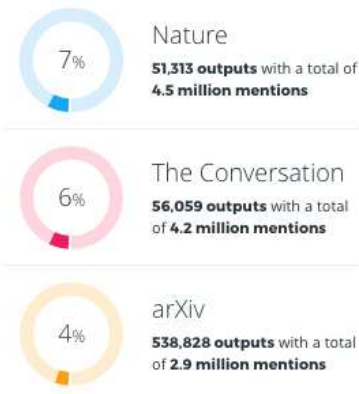 7%
Nature
51,313 outputs with a total of
4.5 million mentions
6%
The Conversation
56,059 outputs with a total
of 4.2 million mentions
4%
arXiv
538,828 outputs with a total
of 2.9 million mentions